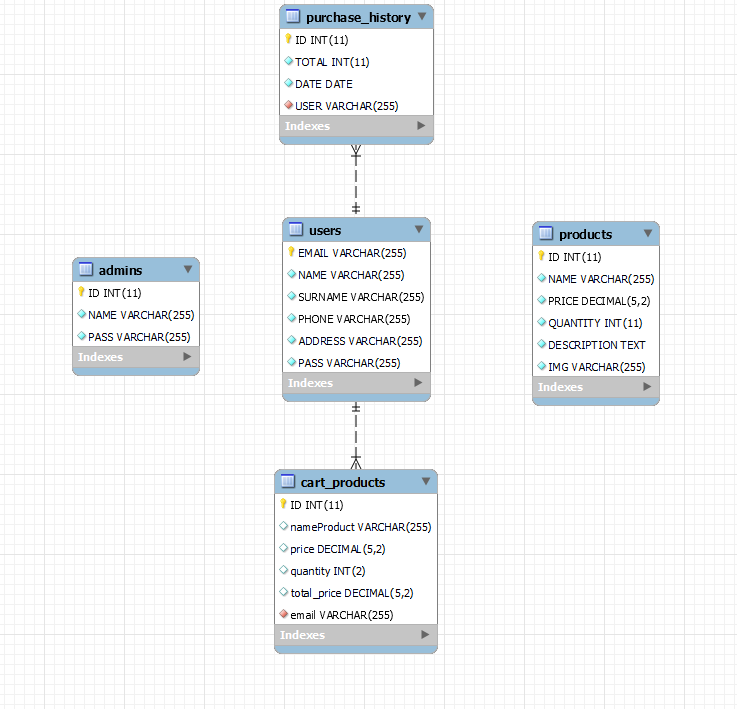 purchase_history
ID INT(11)
TOTAL INT(11)
DATE DATE
USER VARCHAR(255)
Indexes
users
EMAIL VARCHAR(255)
NAME VARCHAR(255)
SURNAME VARCHAR(255)
PHONE VARCHAR(255)
ADDRESS VARCHAR(255)
PASS VARCHAR(255)
Indexes
products
ID INT(11)
NAME VARCHAR(255)
PRICE DECIMAL(5,2)
QUANTITY INT(11)
DESCRIPTION TEXT
IMG VARCHAR(255)
Indexes
admins
ID INT(11)
NAME VARCHAR(255)
PASS VARCHAR(255)
Indexes
cart_products
ID INT(11)
nameProduct VARCHAR(255)
price DECIMAL(5,2)
quantity INT(2)
total_price DECIMAL(5,2)
email VARCHAR(255)
Indexes